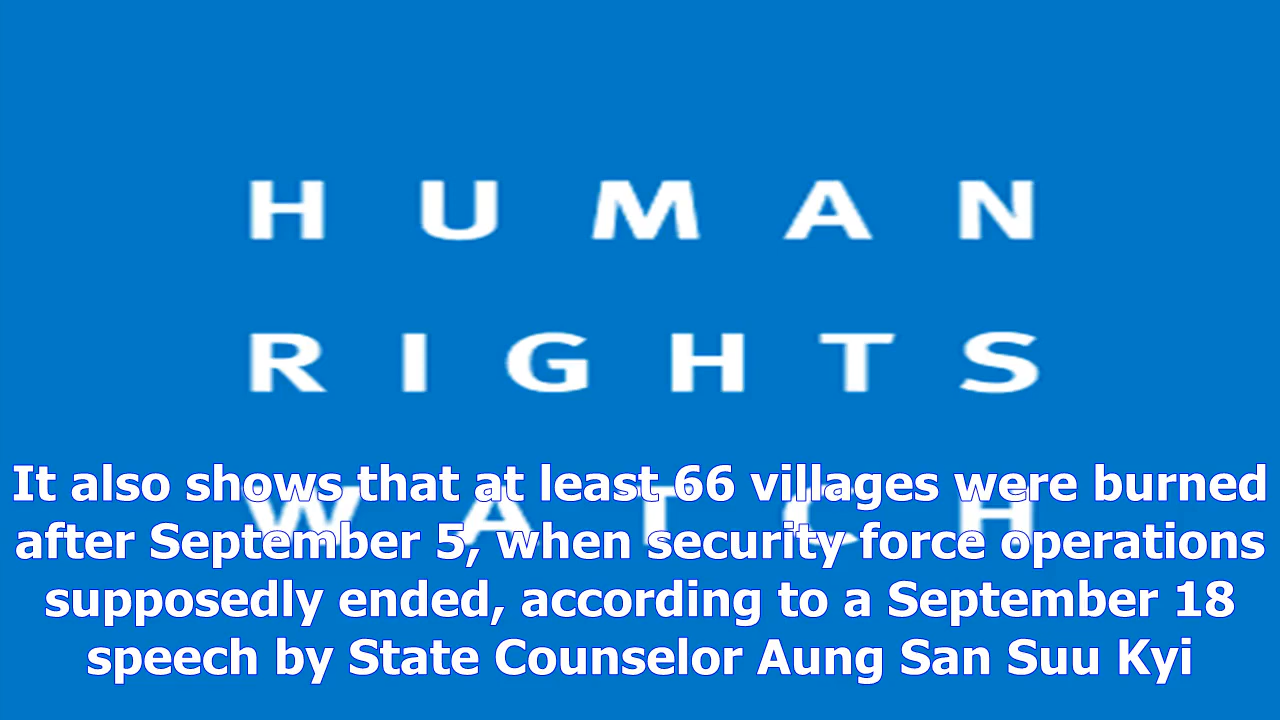 HUMAN
RIGHTS
WATCH
It also shows that at least 66 villages were burned
after September 5, when security force operations
supposedly ended, according to a September 18
speech by State Counselor Aung San Suu Kyi